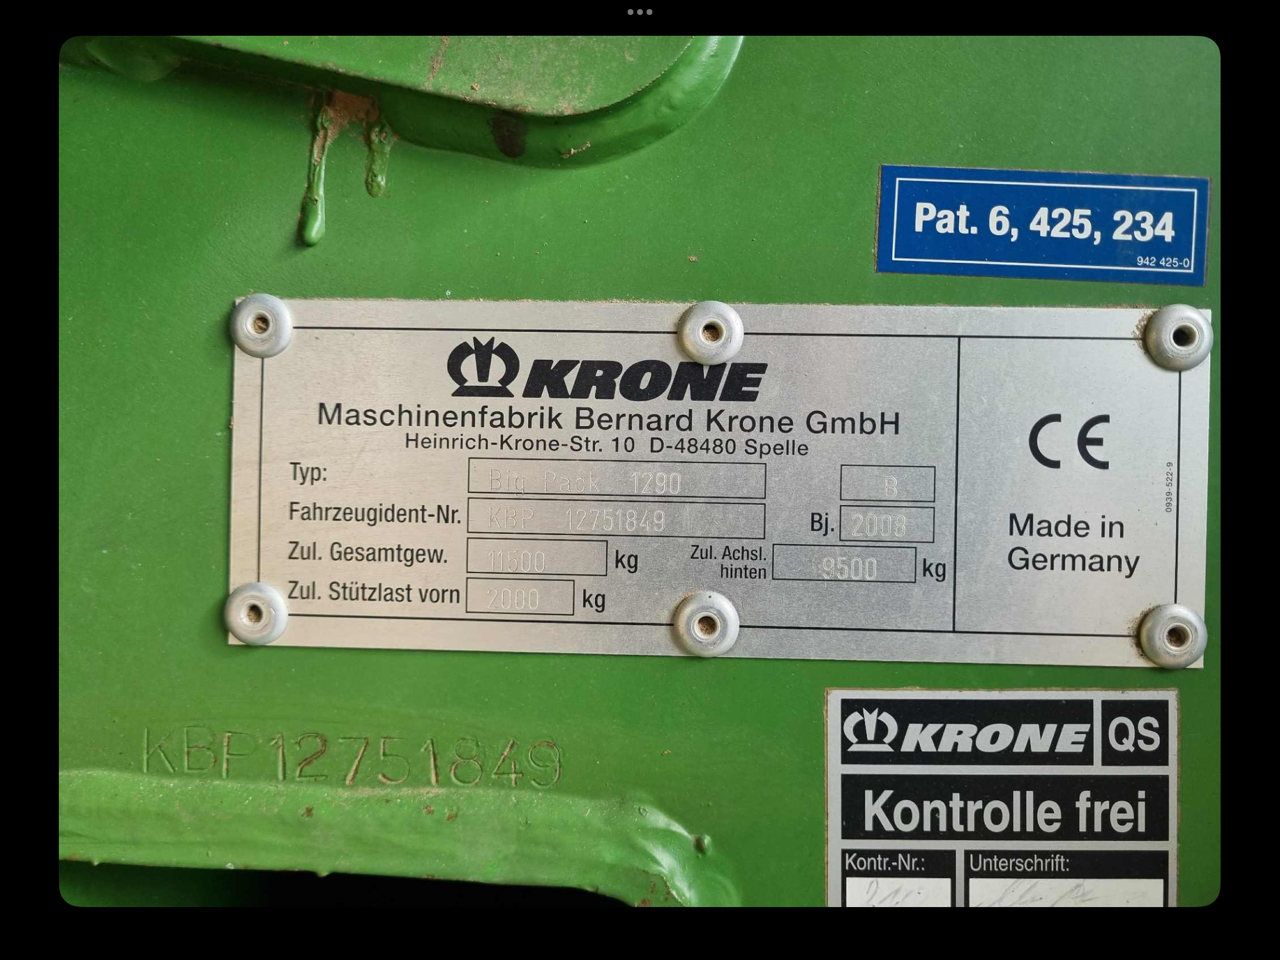 Pat. 6, 425, 234
942 425-0
KRONE
Maschinenfabrik Bernard Krone GmbH
Heinrich-Krone-Str. 10 D-48480 Spelle
Typ: Big Pack 1290 8
Fahrzeugident-Nr. KBP 12751849 Bj. 2008
Zul. Gesamtgew. 11500 kg Zul. Achsl. hinten 9500 kg
Zul. Stützlast vorn 2000 kg
CE
Made in
Germany
0939-522-9
KBP12751849
KRONE QS
Kontrolle frei
Kontr.-Nr.: Unterschrift: